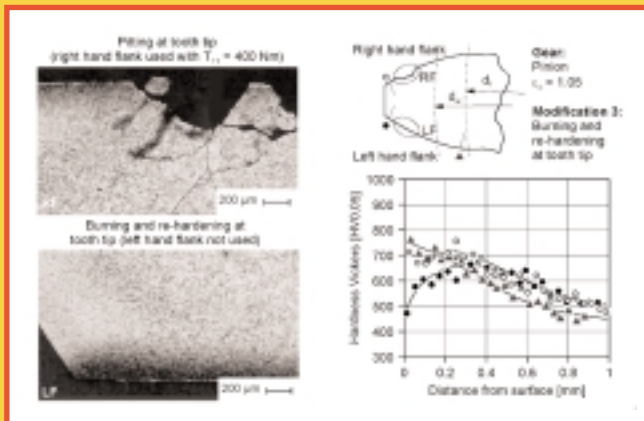 Pitting at tooth tip
(right hand flank used with = 400 Nm)
200 µm
Burning and re-hardening at
tooth tip (left hand flank not used)
LF
200 µm
Right hand flank
RF
LF
Left hand flank
Gear:
Pinion
= 1.05
Modification 3:
Burning and
re-hardening
at tooth tip
Hardness Vickers [HV0,05]
1000
900
800
700
600
500
400
300
0 0.2 0.4 0.6 0.8 1
Distance from surface [mm]